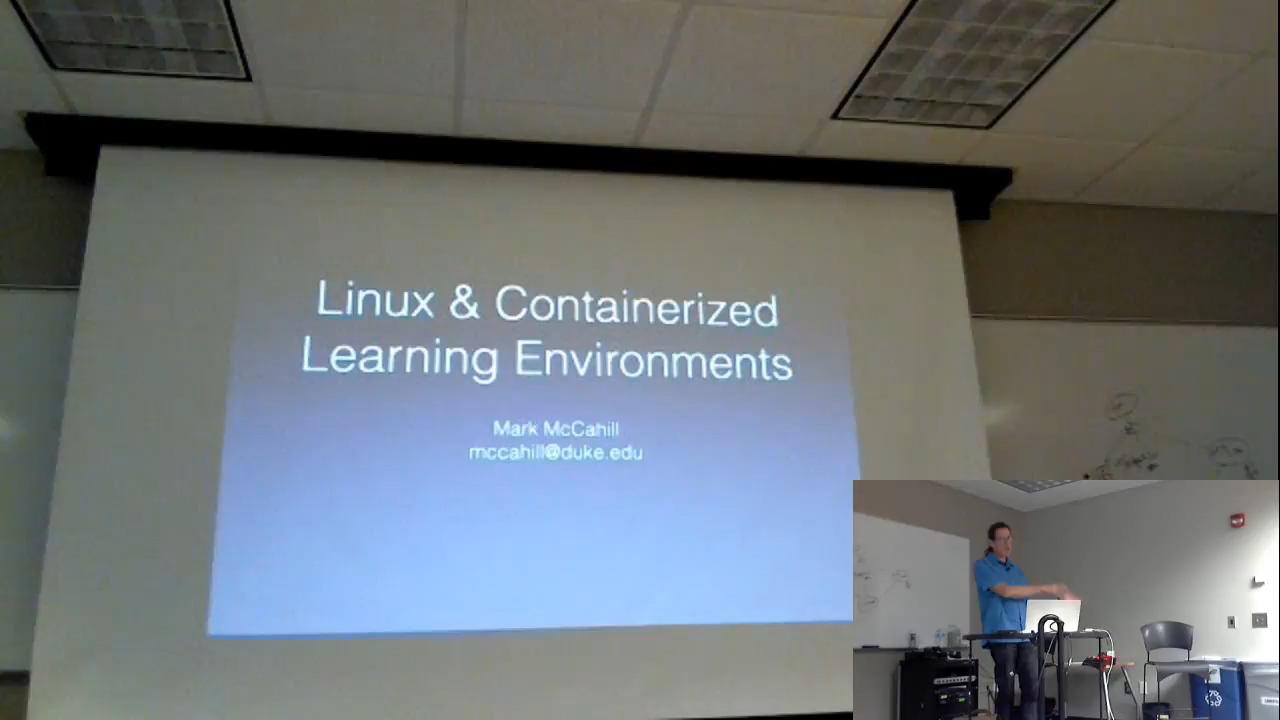 Linux & Containerized
Learning Environments
Mark McCahill
mccahill@duke.edu